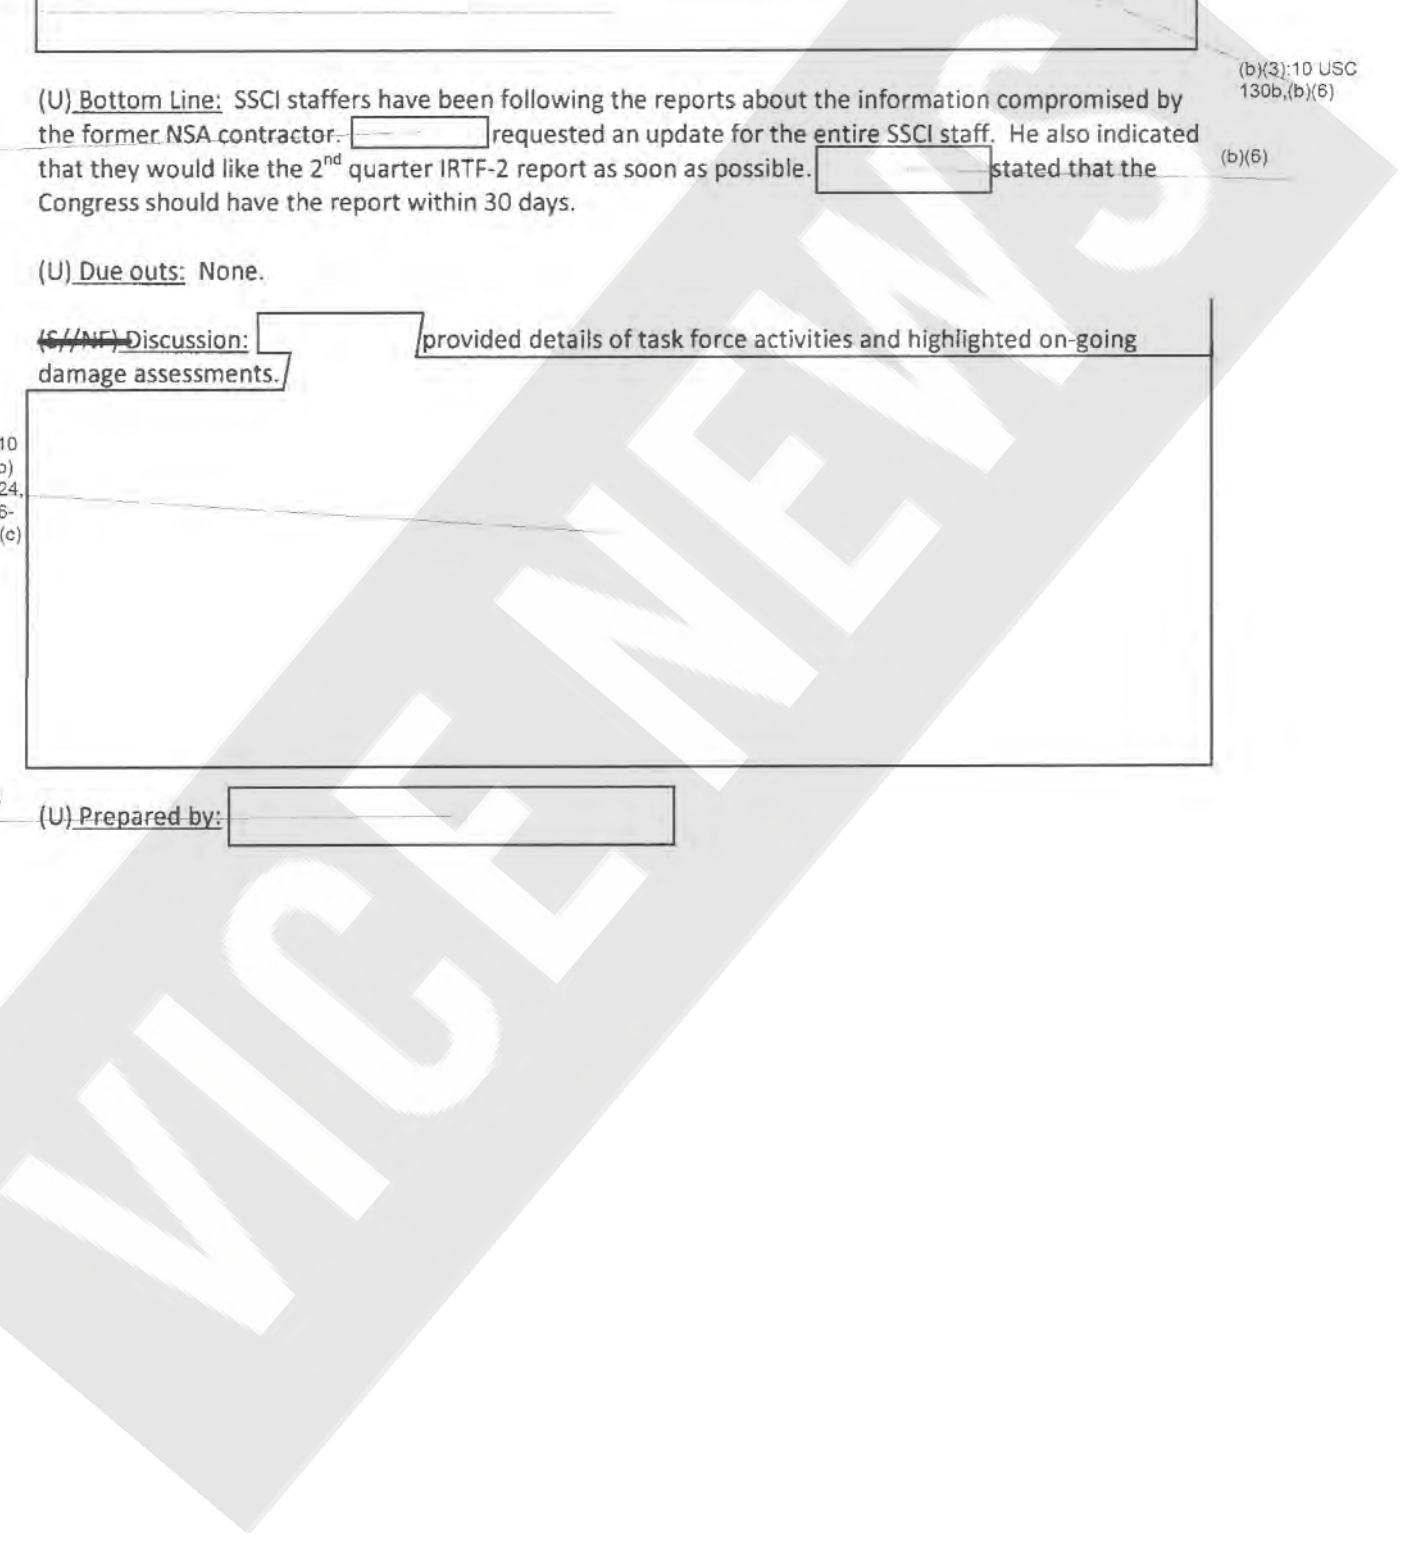 (b)(3):10 USC
130b,(b)(6)
(U) Bottom Line: SSCI staffers have been following the reports about the information compromised by
the former NSA contractor. requested an update for the entire SSCI staff. He also indicated
that they would like the 2nd quarter IRTF-2 report as soon as possible. stated that the
(b)(6)
Congress should have the report within 30 days.
(U) Due outs: None.
(S//NF) Discussion: provided details of task force activities and highlighted on-going
damage assessments.
10
24,
6-
(c)
(U) Prepared by:
VICE NEWS